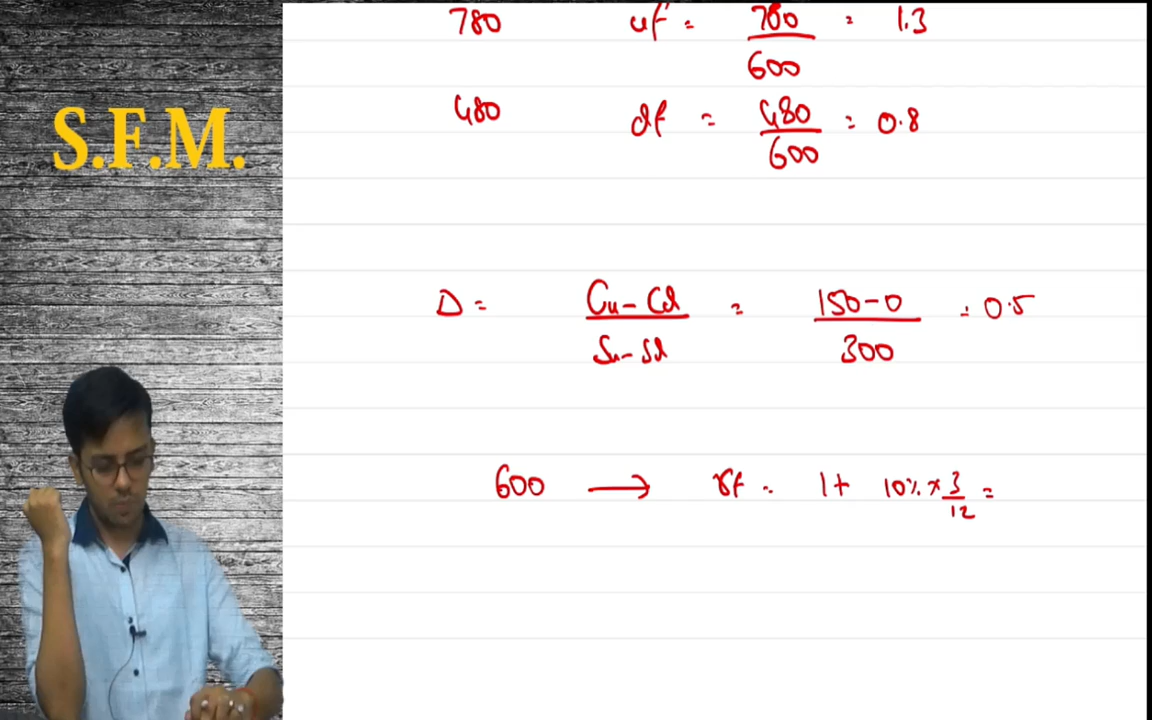 S.F.M.
780 uf = 780/600 = 1.3
480 df = 480/600 = 0.8
Δ = Cu - Cd / Su - Sd = 150 - 0 / 300 = 0.5
600 → rf = 1 + 10% × 3/12 =